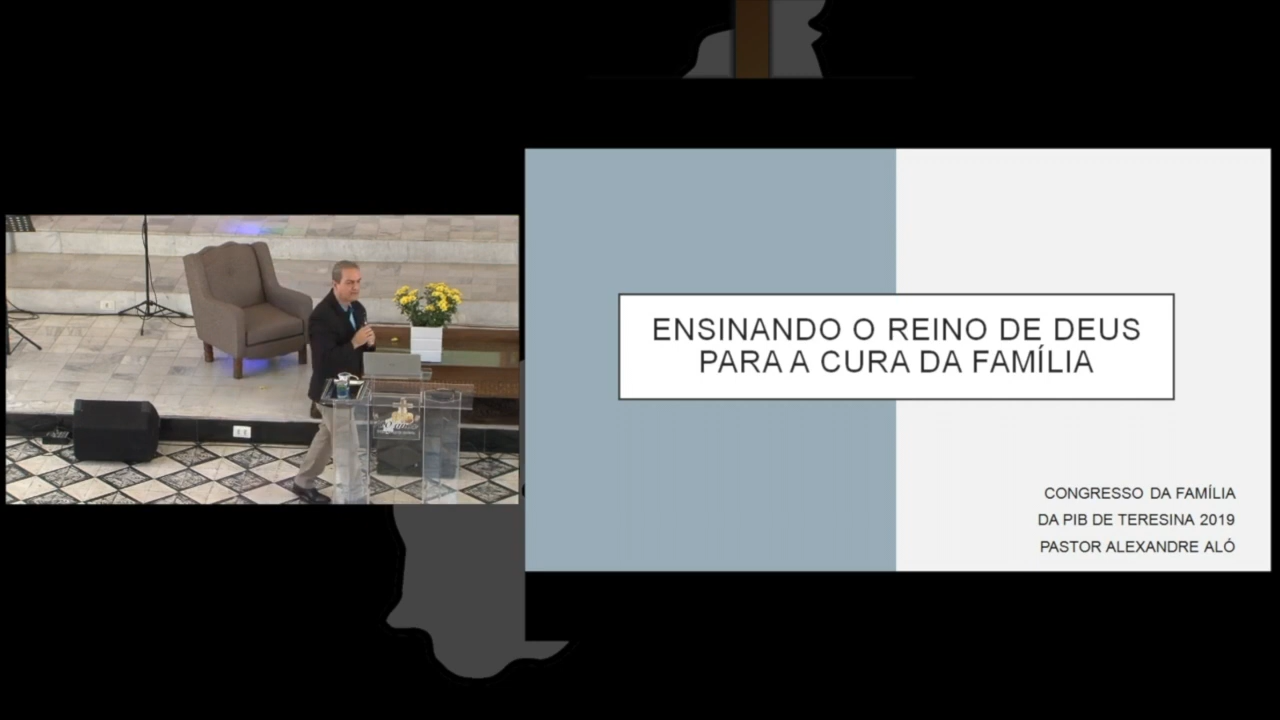 ENSINANDO O REINO DE DEUS
PARA A CURA DA FAMÍLIA
CONGRESSO DA FAMÍLIA
DA PIB DE TERESINA 2019
PASTOR ALEXANDRE ALÓ